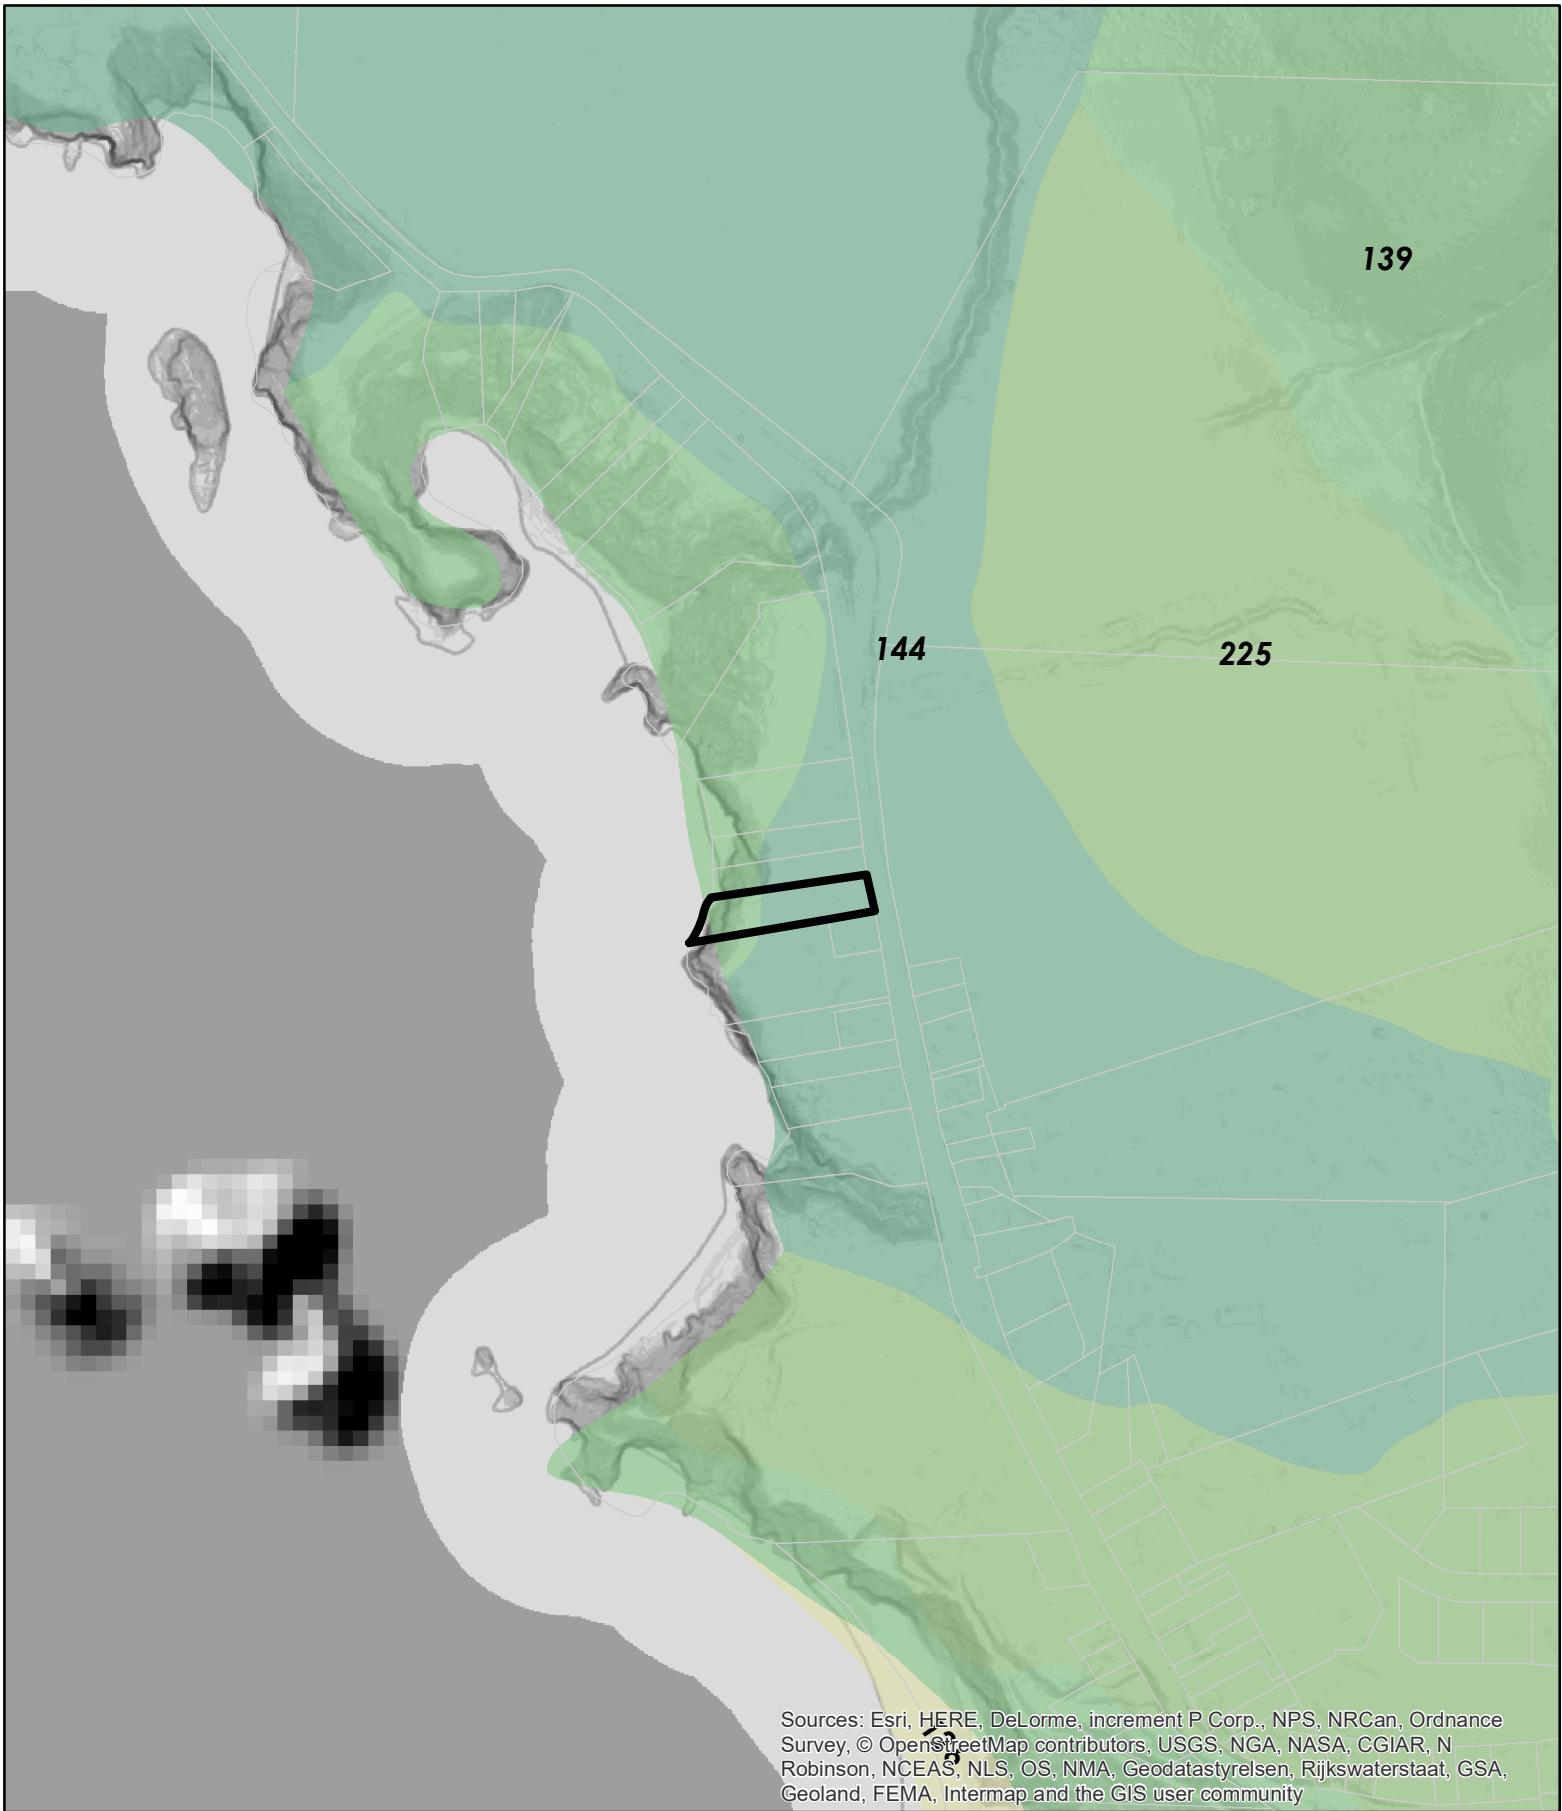 139
144
225
Sources: Esri, HERE, DeLorme, increment P Corp., NPS, NRCan, Ordnance
Survey, © OpenStreetMap contributors, USGS, NGA, NASA, CGIAR, N
Robinson, NCEAS, NLS, OS, NMA, Geodatastyrelsen, Rijkswaterstaat, GSA,
Geoland, FEMA, Intermap and the GIS user community